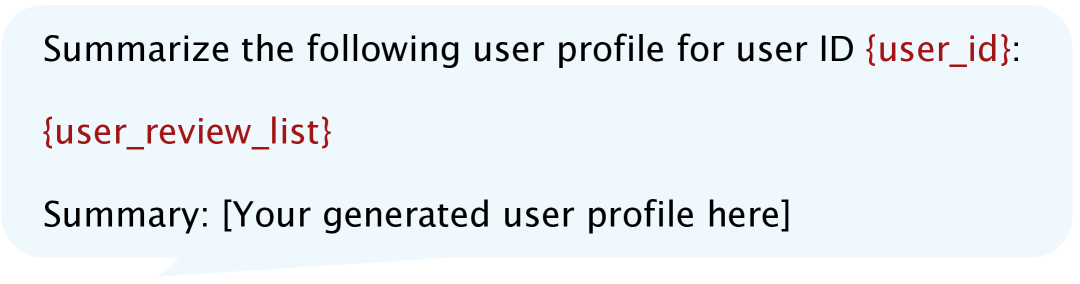 Summarize the following user profile for user ID {user_id}:
{user_review_list}
Summary: [Your generated user profile here]